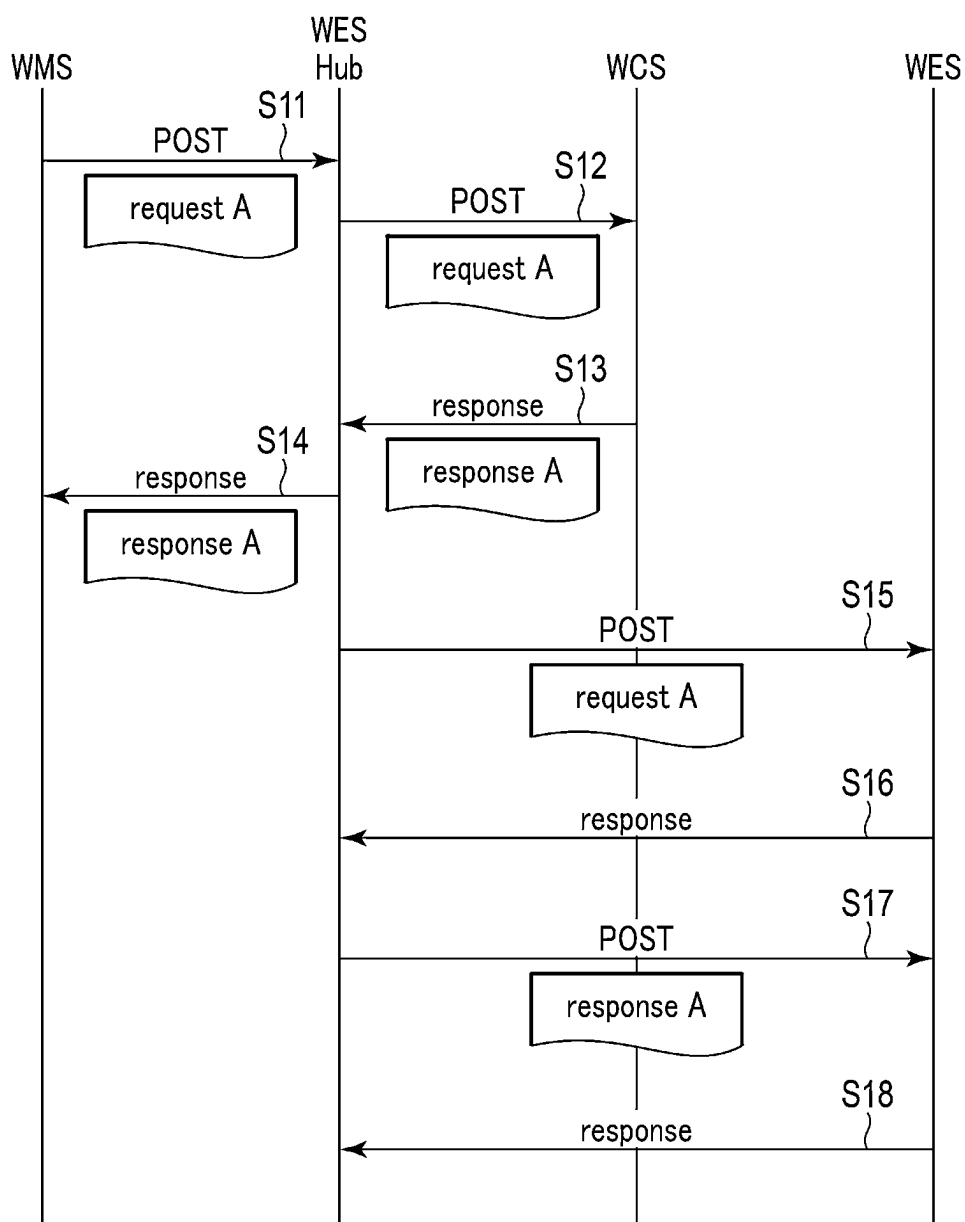 WMS
WES
Hub
WCS
WES
S11
POST
request A
S12
POST
request A
S13
response
response A
S14
response
response A
S15
POST
request A
S16
response
S17
POST
response A
S18
response